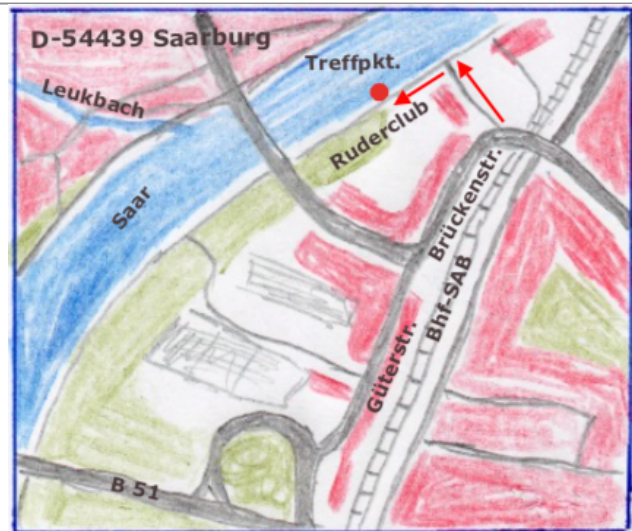 D-54439 Saarburg
Treffpkt.
Leukbach
Ruderclub
Saar
Brückenstr.
Bhf-SAB
Güterstr.
B 51